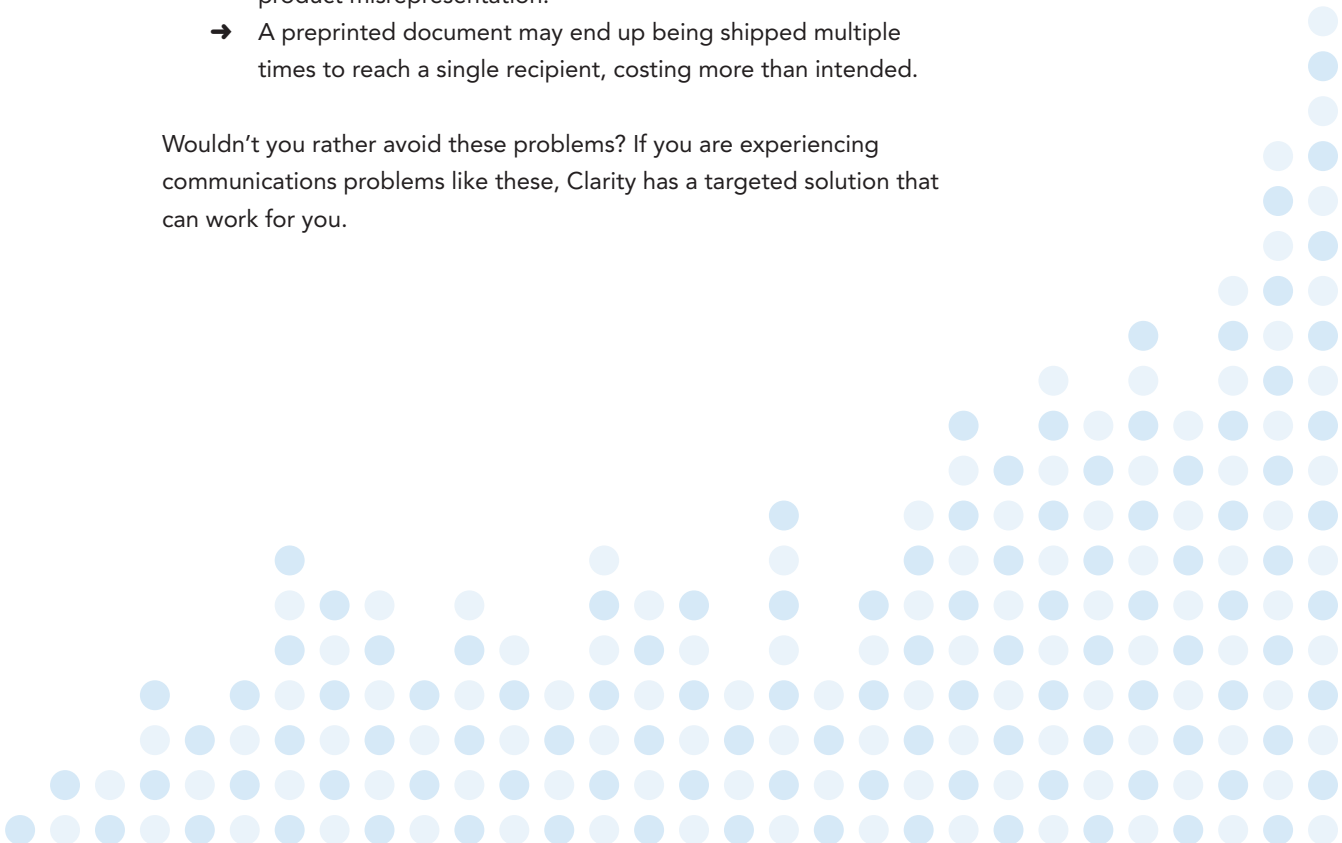 product misrepresentation.
➜ A preprinted document may end up being shipped multiple
times to reach a single recipient, costing more than intended.
Wouldn’t you rather avoid these problems? If you are experiencing
communications problems like these, Clarity has a targeted solution that
can work for you.